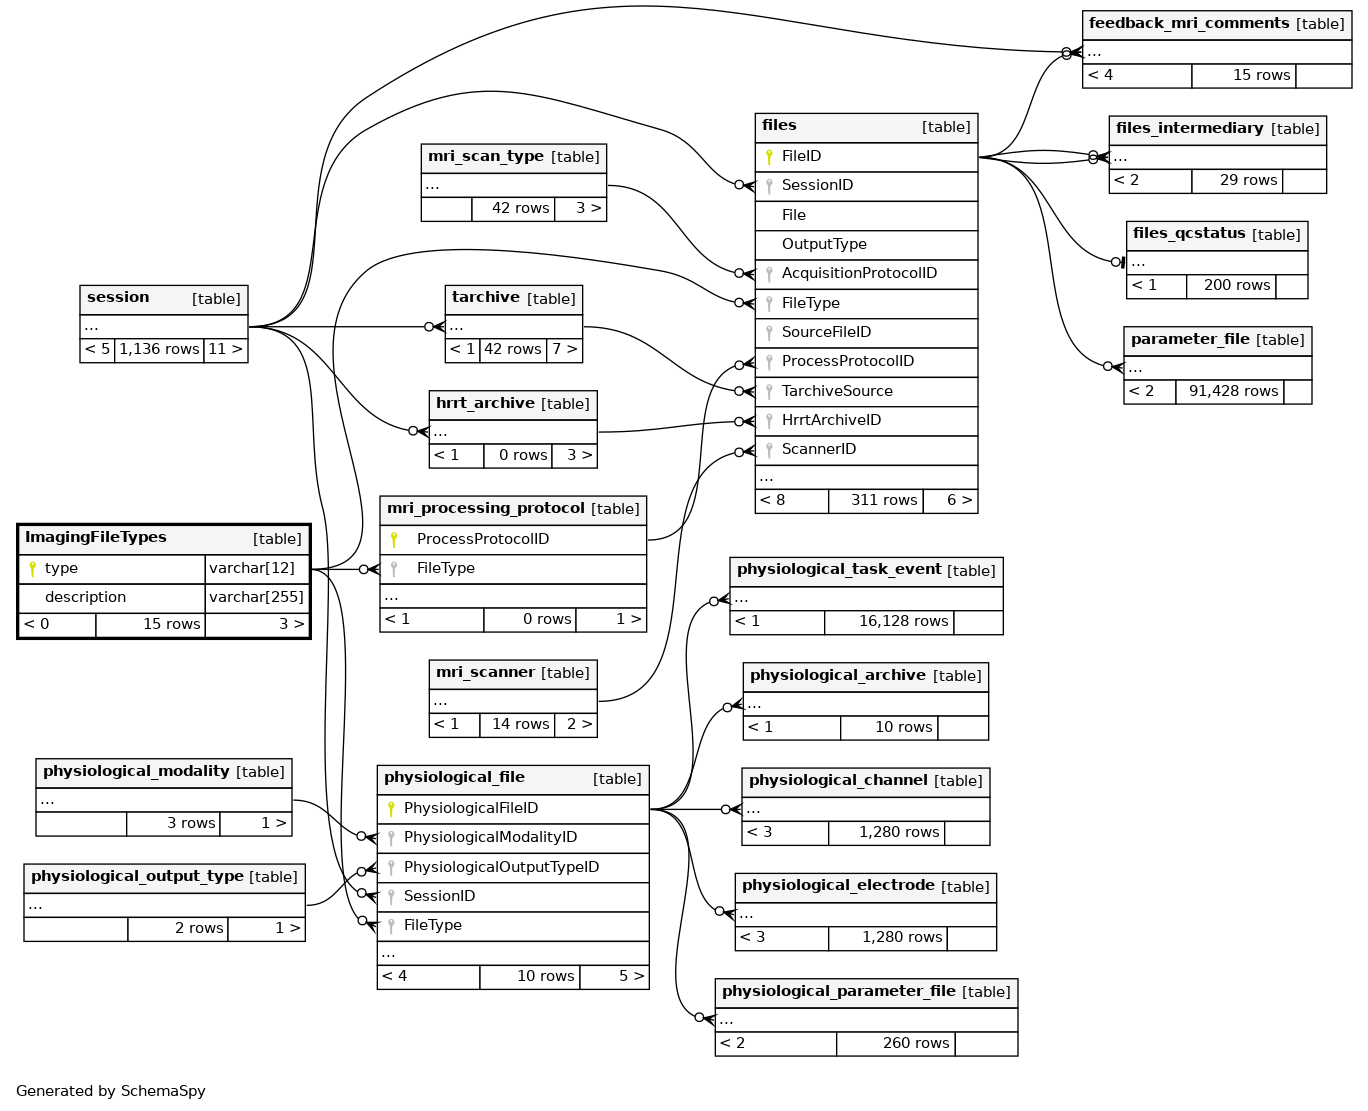 feedback_mri_comments [table]
...
< 4 15 rows
files [table]
FileID
SessionID
File
OutputType
AcquisitionProtocolID
FileType
SourceFileID
ProcessProtocolID
TarchiveSource
HrrtArchiveID
ScannerID
...
< 8 311 rows 6 >
files_intermediary [table]
...
< 2 29 rows
mri_scan_type [table]
...
42 rows 3 >
files_qcstatus [table]
...
< 1 200 rows
session [table]
...
< 5 1,136 rows 11 >
tarchive [table]
...
< 1 42 rows 7 >
parameter_file [table]
...
< 2 91,428 rows
hrrt_archive [table]
...
< 1 0 rows 3 >
mri_processing_protocol [table]
ProcessProtocolID
FileType
...
< 1 0 rows 1 >
ImagingFileTypes [table]
type varchar[12]
description varchar[255]
< 0 15 rows 3 >
physiological_task_event [table]
...
< 1 16,128 rows
mri_scanner [table]
...
< 1 14 rows 2 >
physiological_archive [table]
...
< 1 10 rows
physiological_modality [table]
...
3 rows 1 >
physiological_file [table]
PhysiologicalFileID
PhysiologicalModalityID
PhysiologicalOutputTypeID
SessionID
FileType
...
< 4 10 rows 5 >
physiological_channel [table]
...
< 3 1,280 rows
physiological_output_type [table]
...
2 rows 1 >
physiological_electrode [table]
...
< 3 1,280 rows
physiological_parameter_file [table]
...
< 2 260 rows
Generated by SchemaSpy